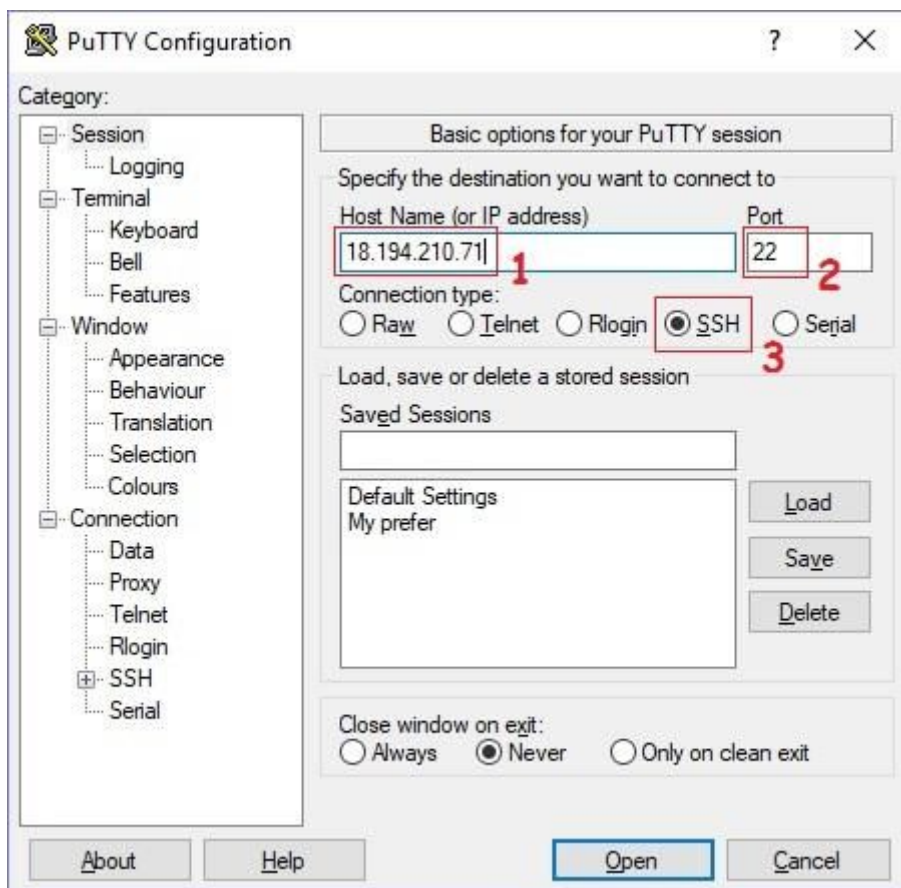 PuTTY Configuration
?
Category:
Session
Logging
Terminal
Keyboard
Bell
Features
Window
Appearance
Behaviour
Translation
Selection
Colours
Connection
Data
Proxy
Telnet
Rlogin
SSH
Serial
Basic options for your PuTTY session
Specify the destination you want to connect to
Host Name (or IP address) Port
18.194.210.71 1 22 2
Connection type:
Raw Telnet Rlogin SSH Serial
3
Load, save or delete a stored session
Saved Sessions
Default Settings
My prefer
Load
Save
Delete
Close window on exit:
Always Never Only on clean exit
About Help Open Cancel